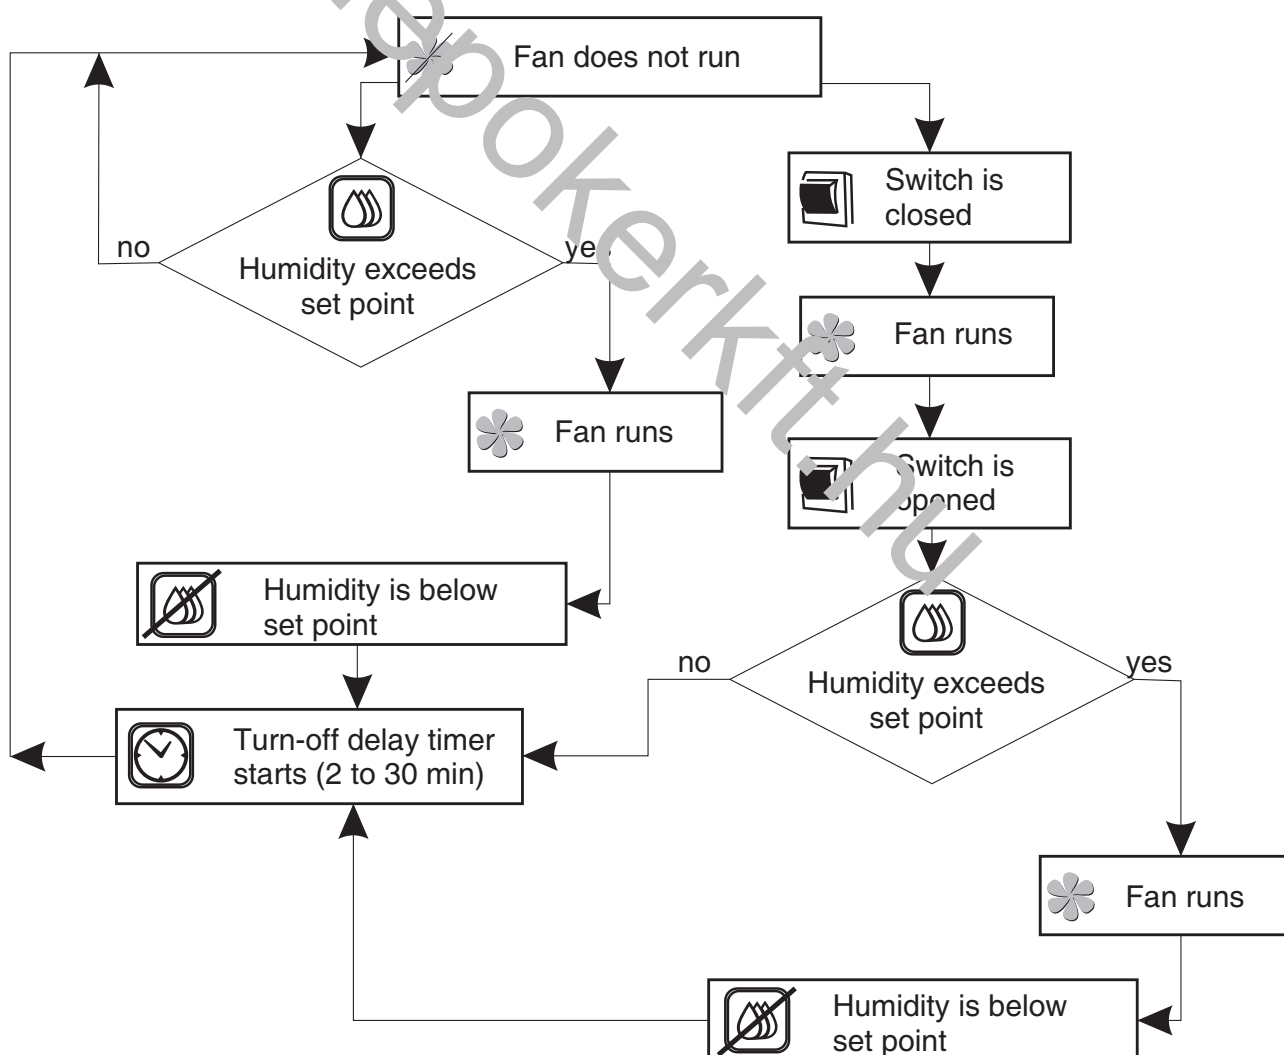 Fan does not run
Switch is
closed
no
yes
Humidity exceeds
set point
Fan runs
Fan runs
Switch is
opened
Humidity is below
set point
no
yes
Humidity exceeds
set point
Turn-off delay timer
starts (2 to 30 min)
Fan runs
Humidity is below
set point
epokerkft.hu